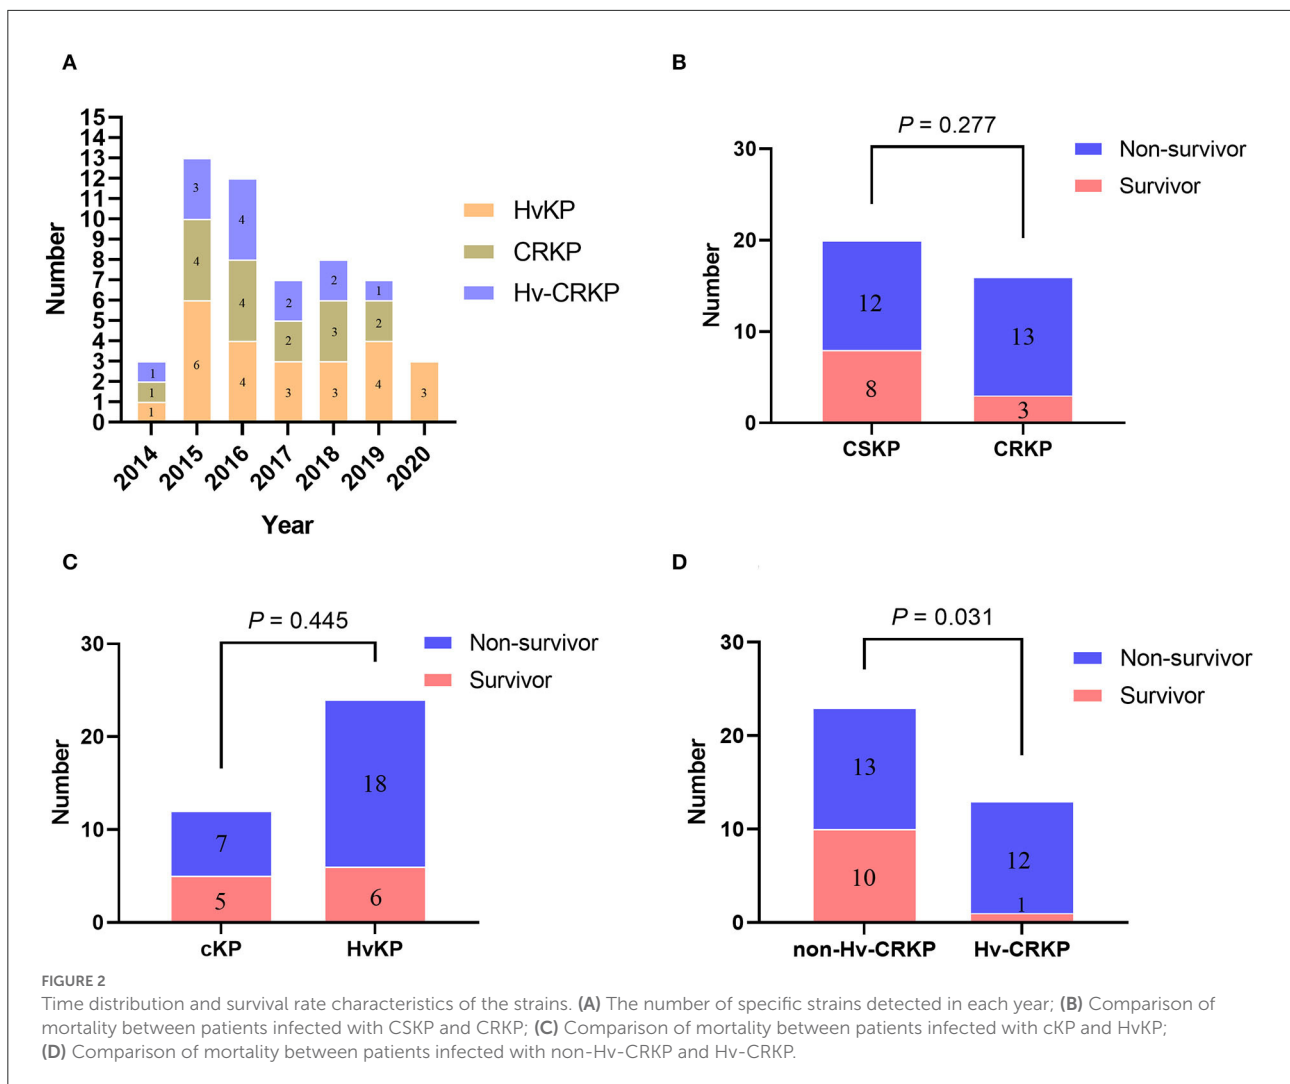 A
15
14
13
12
11
10
9
8
7
6
5
4
3
2
1
0
Number
1
1
1
3
4
6
4
4
4
2
2
3
2
3
3
1
2
4
3
2014
2015
2016
2017
2018
2019
2020
Year
HvKP
CRKP
Hv-CRKP
B
P = 0.277
30
20
10
0
Number
12
8
13
3
CSKP
CRKP
Non-survivor
Survivor
C
P = 0.445
30
20
10
0
Number
7
5
18
6
cKP
HvKP
Non-survivor
Survivor
D
P = 0.031
30
20
10
0
Number
13
10
12
1
non-Hv-CRKP
Hv-CRKP
Non-survivor
Survivor
FIGURE 2
Time distribution and survival rate characteristics of the strains. (A) The number of specific strains detected in each year; (B) Comparison of
mortality between patients infected with CSKP and CRKP; (C) Comparison of mortality between patients infected with cKP and HvKP;
(D) Comparison of mortality between patients infected with non-Hv-CRKP and Hv-CRKP.